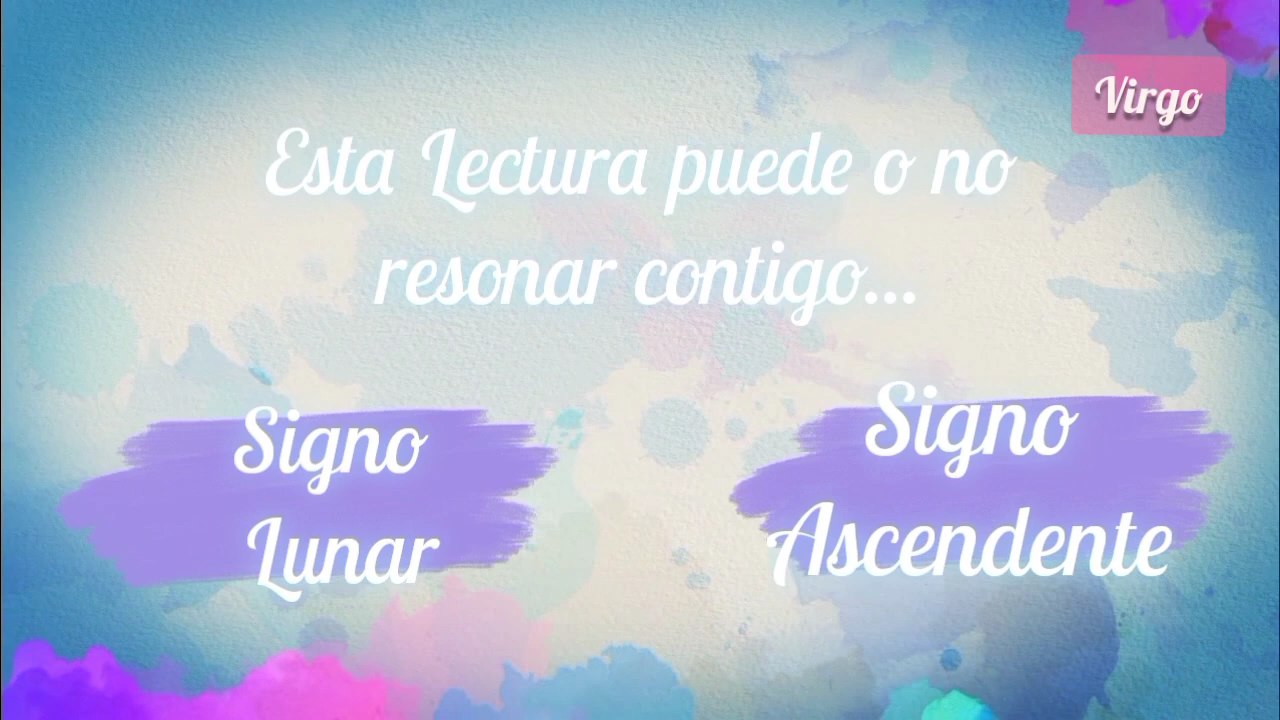 Virgo
Esta Lectura puede o no
resonar contigo...
Signo
Lunar
Signo
Ascendente